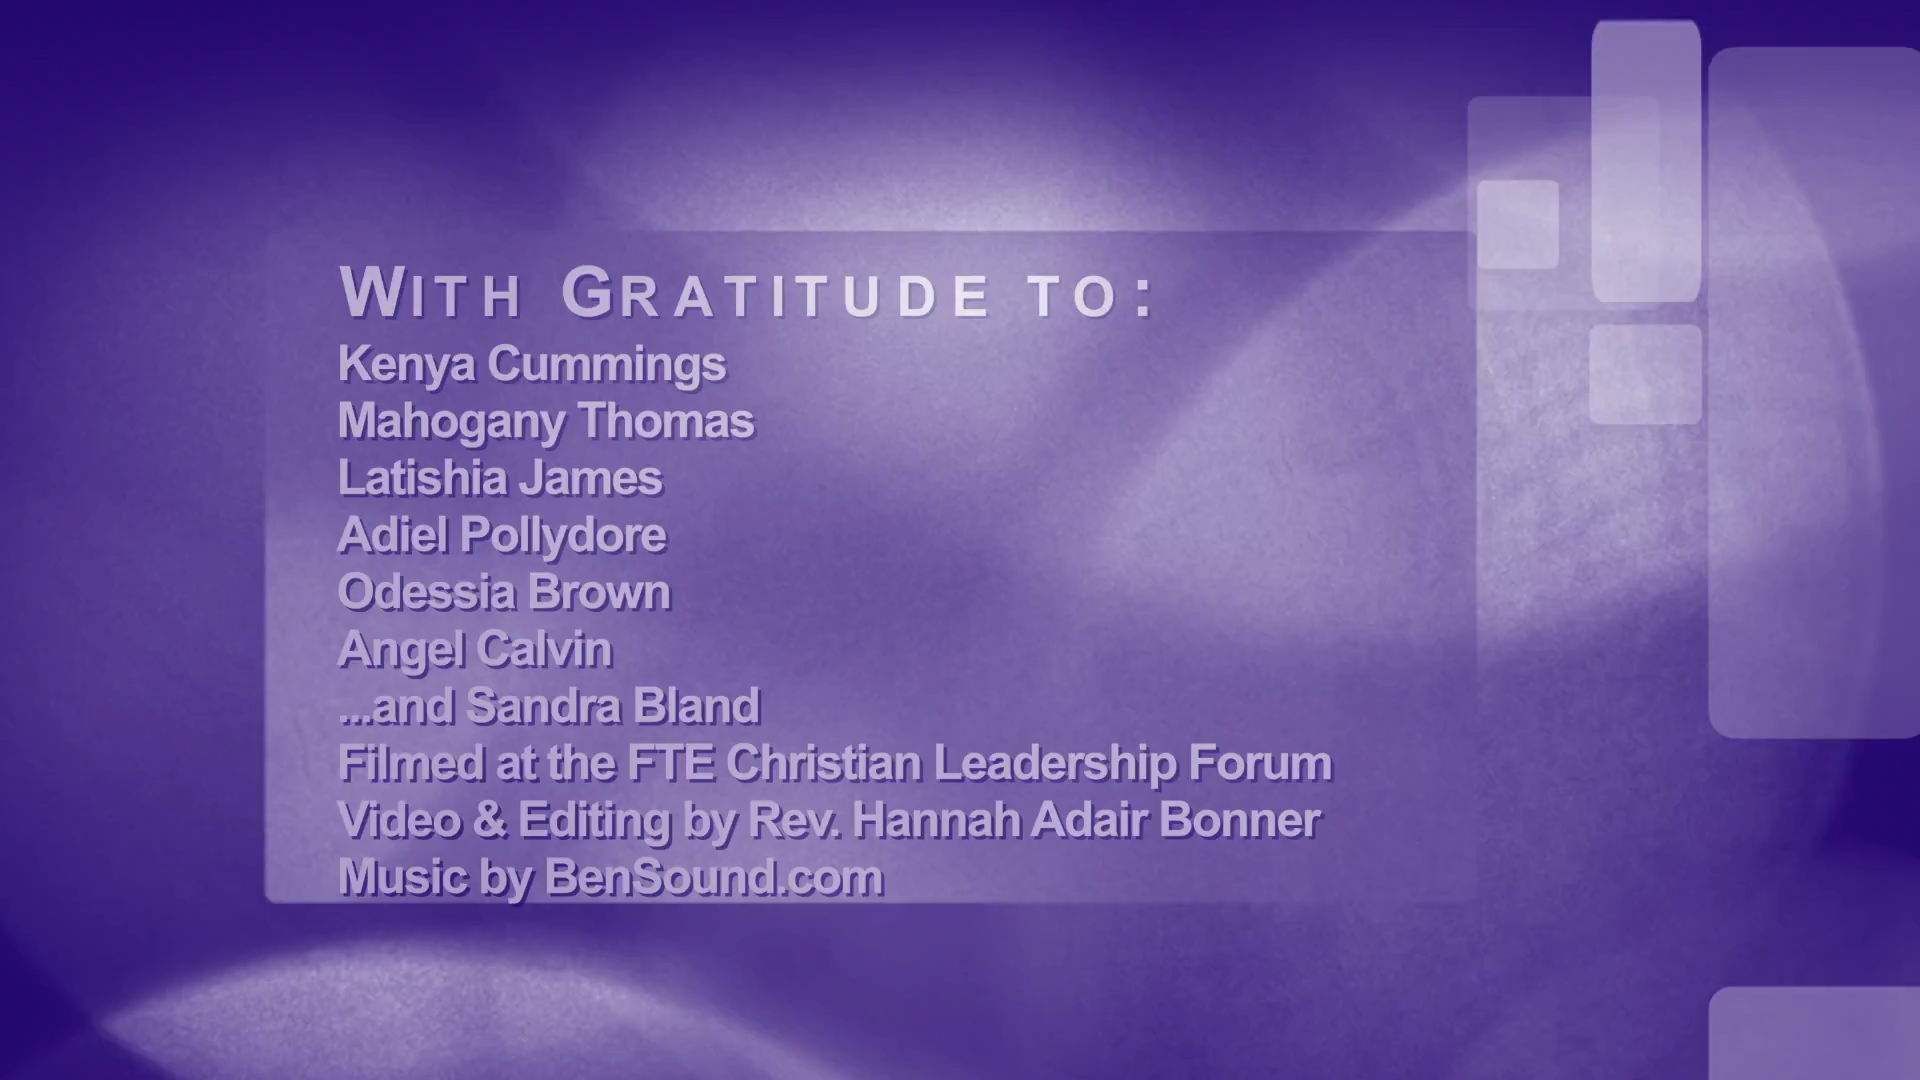 With Gratitude to:
Kenya Cummings
Mahogany Thomas
Latishia James
Adiel Pollydore
Odessia Brown
Angel Calvin
...and Sandra Bland
Filmed at the FTE Christian Leadership Forum
Video & Editing by Rev. Hannah Adair Bonner
Music by BenSound.com